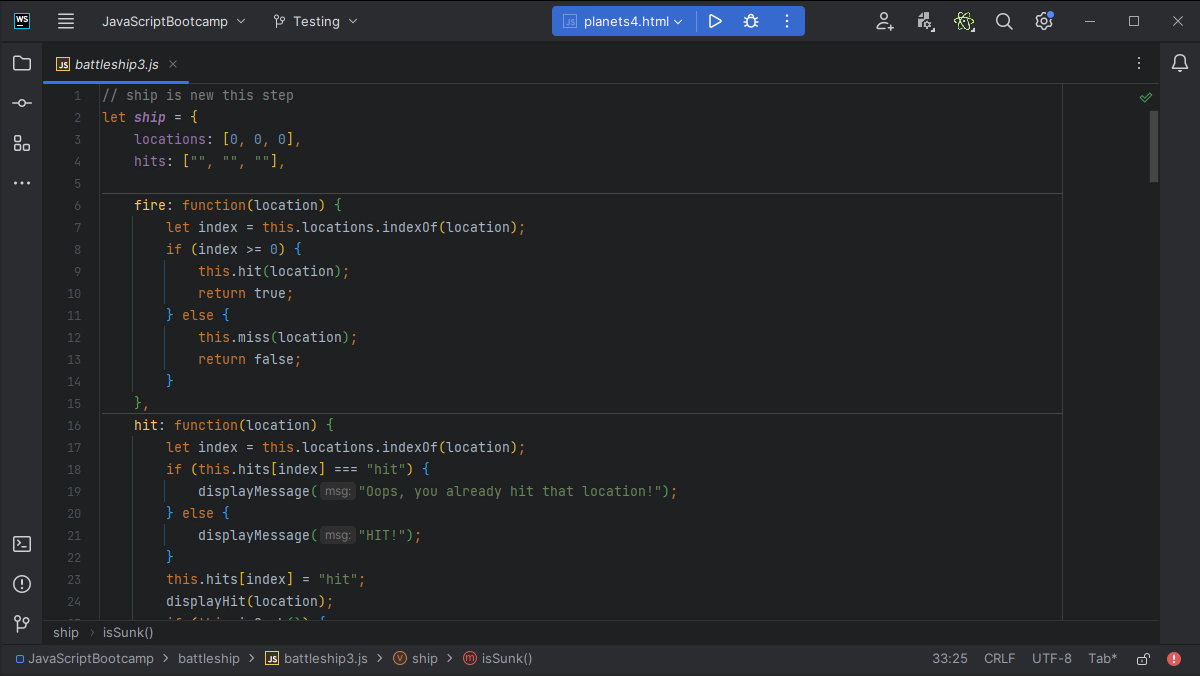 WS JavaScriptBootcamp Testing JS planets4.html
JS battleship3.js
1 // ship is new this step
2 let ship = {
3 locations: [0, 0, 0],
4 hits: ["", "", ""],
5
6 fire: function(location) {
7 let index = this.locations.indexOf(location);
8 if (index >= 0) {
9 this.hit(location);
10 return true;
11 } else {
12 this.miss(location);
13 return false;
14 }
15 },
16 hit: function(location) {
17 let index = this.locations.indexOf(location);
18 if (this.hits[index] === "hit") {
19 displayMessage( msg: "Oops, you already hit that location!");
20 } else {
21 displayMessage( msg: "HIT!");
22 }
23 this.hits[index] = "hit";
24 displayHit(location);
ship > isSunk()
JavaScriptBootcamp > battleship > JS battleship3.js > V ship > m isSunk() 33:25 CRLF UTF-8 Tab*